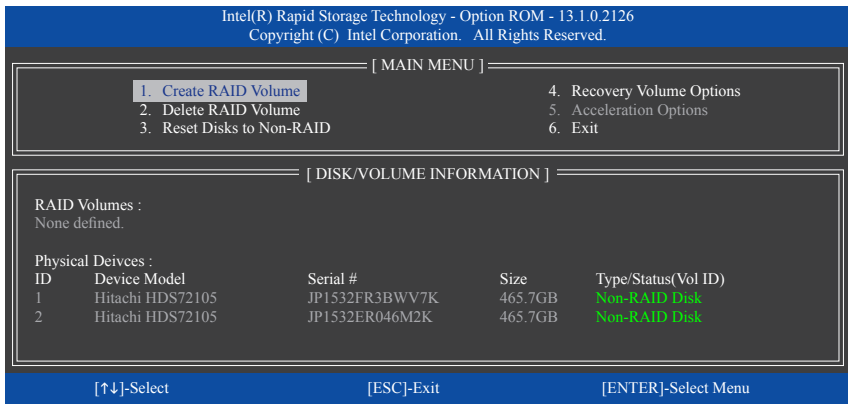 Intel(R) Rapid Storage Technology - Option ROM - 13.1.0.2126
Copyright (C) Intel Corporation. All Rights Reserved.
[ MAIN MENU ]
1. Create RAID Volume
2. Delete RAID Volume
3. Reset Disks to Non-RAID
4. Recovery Volume Options
5. Acceleration Options
6. Exit
[ DISK/VOLUME INFORMATION ]
RAID Volumes :
None defined.
Physical Deivces :
ID Device Model Serial # Size Type/Status(Vol ID)
1 Hitachi HDS72105 JP1532FR3BWV7K 465.7GB Non-RAID Disk
2 Hitachi HDS72105 JP1532ER046M2K 465.7GB Non-RAID Disk
[↑↓]-Select [ESC]-Exit [ENTER]-Select Menu